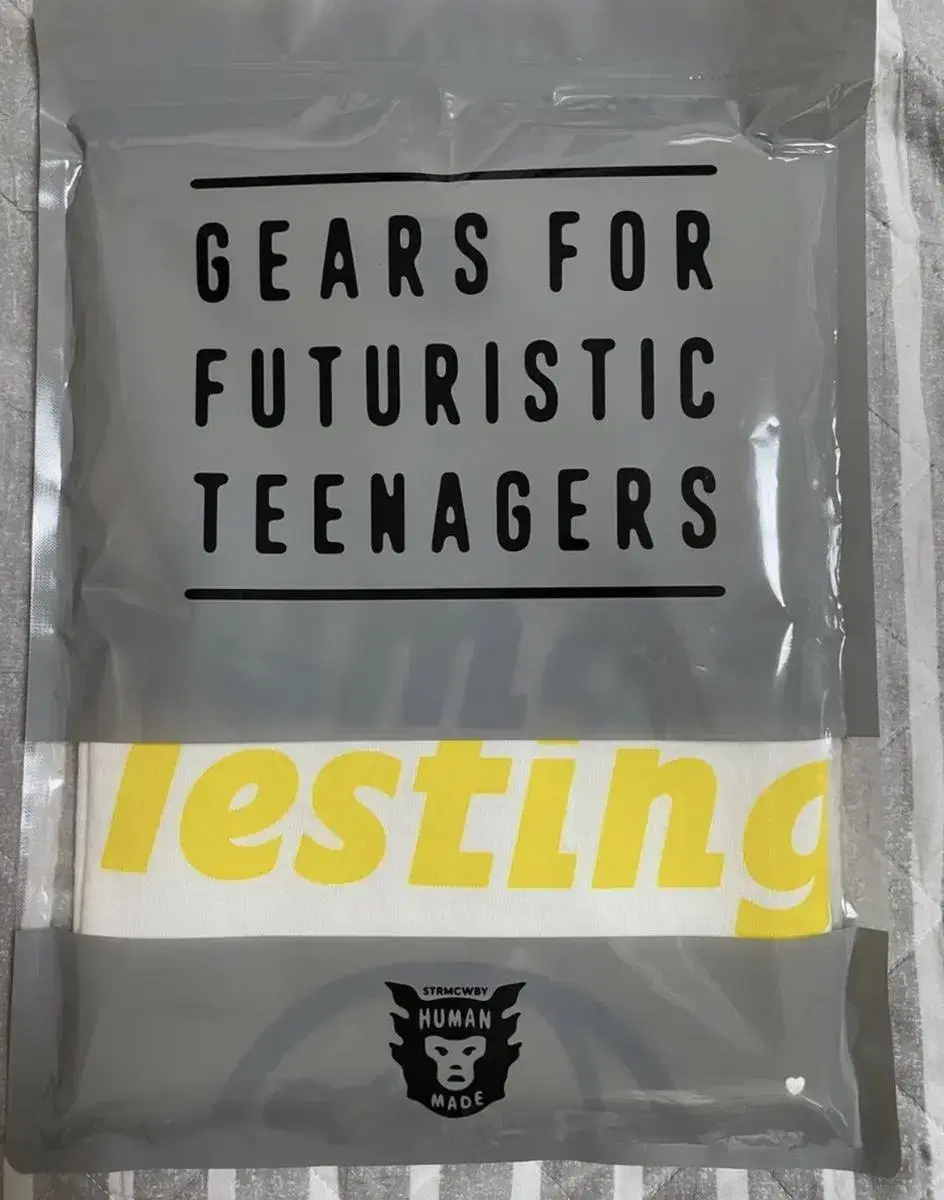 GEARS FOR
FUTURISTIC
TEENAGERS
Testing
STRMCWBY
HUMAN
MADE